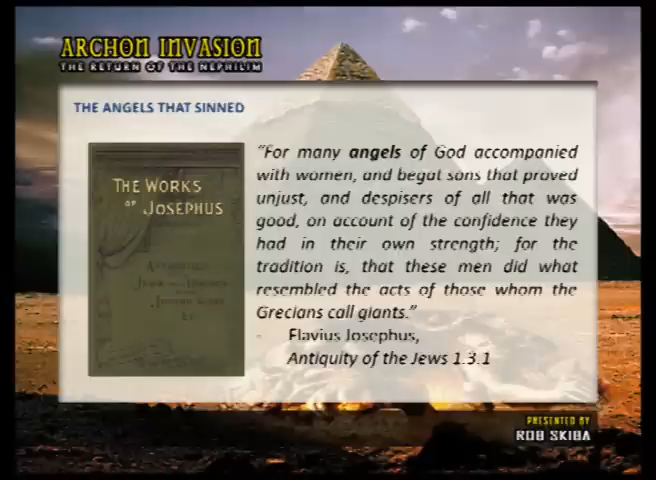 ARCHON INVASION
THE RETURN OF THE NEPHILIM
THE ANGELS THAT SINNED
THE WORKS
OF JOSEPHUS
"For many angels of God accompanied
with women, and begat sons that proved
unjust, and despisers of all that was
good, on account of the confidence they
had in their own strength; for the
tradition is, that these men did what
resembled the acts of those whom the
Grecians call giants."
Flavius Josephus,
Antiquity of the Jews 1.3.1
PRESENTED BY
ROB SKIBA